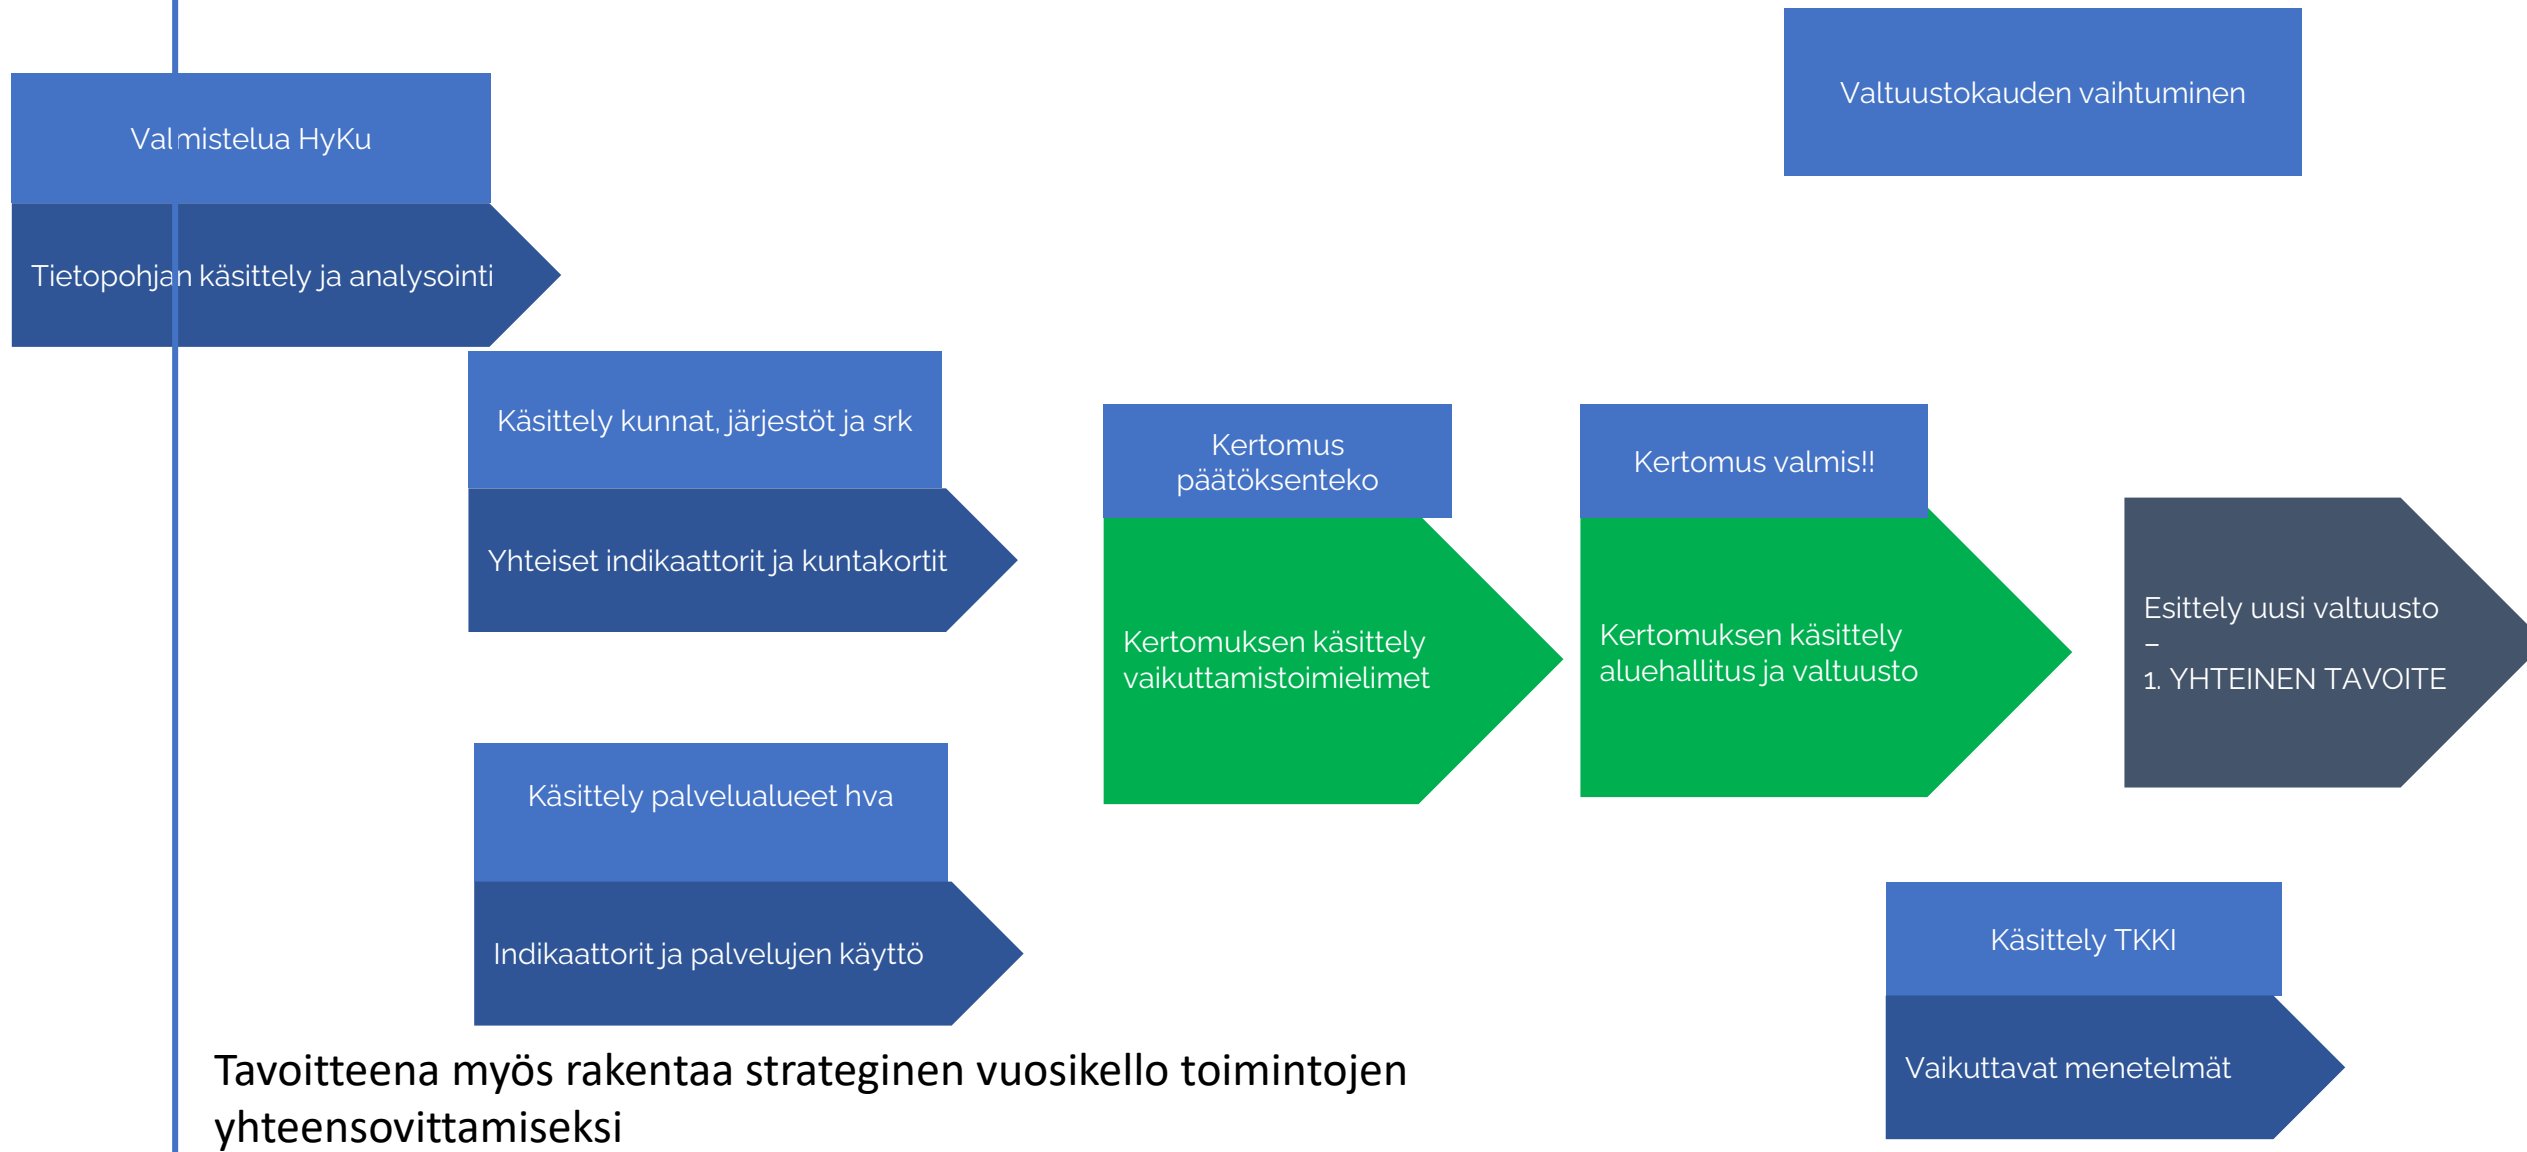 Valtuustokauden vaihtuminen
Valmistelua HyKu
Tietopohjan käsittely ja analysointi
Käsittely kunnat, järjestöt ja srk
Yhteiset indikaattorit ja kuntakortit
Kertomus
päätöksenteko
Kertomuksen käsittely
vaikuttamistoimielimet
Kertomus valmis!!
Kertomuksen käsittely
aluehallitus ja valtuusto
Esittely uusi valtuusto
–
1. YHTEINEN TAVOITE
Käsittely palvelualueet hva
Indikaattorit ja palvelujen käyttö
Käsittely TKKI
Vaikuttavat menetelmät
Tavoitteena myös rakentaa strateginen vuosikello toimintojen
yhteensovittamiseksi